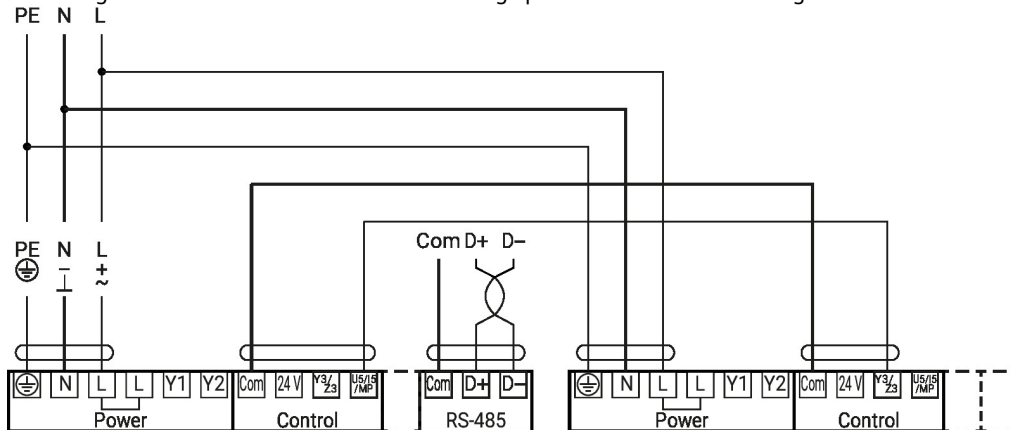 PE N L
Com D+ D–
PE N L
– +
⊥ ~
N L L Y1 Y2 Com 24 V Y3/Z3 U5/I5/MP Com D+ D– N L L Y1 Y2 Com 24 V Y3/Z3 U5/I5/MP
Power Control RS-485 Power Control